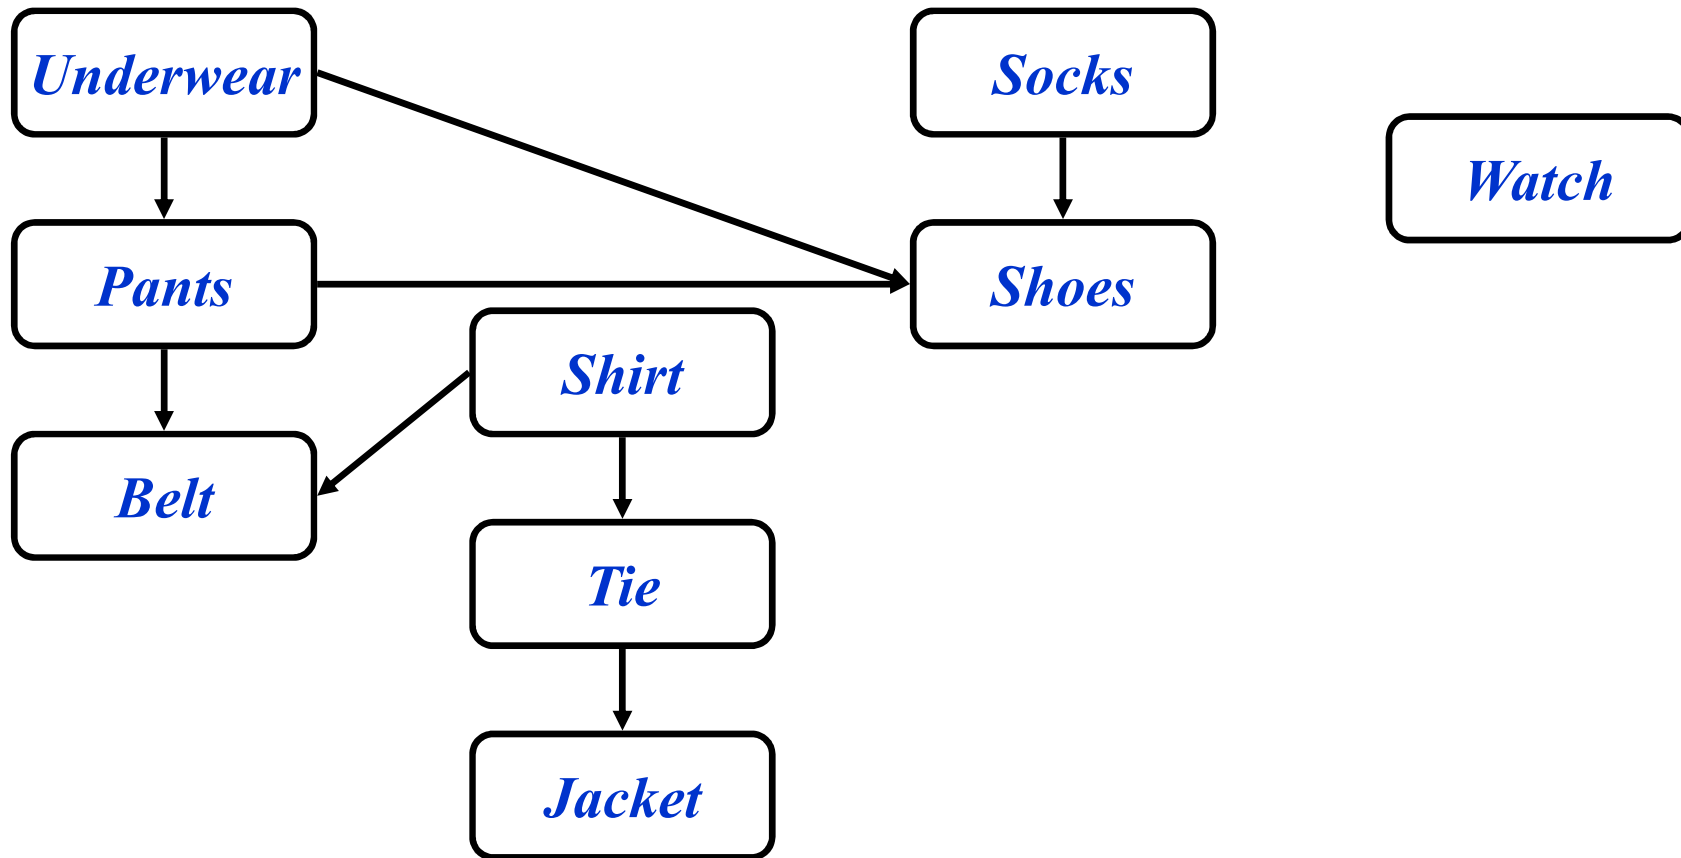 Underwear
Socks
Watch
Pants
Shoes
Shirt
Belt
Tie
Jacket